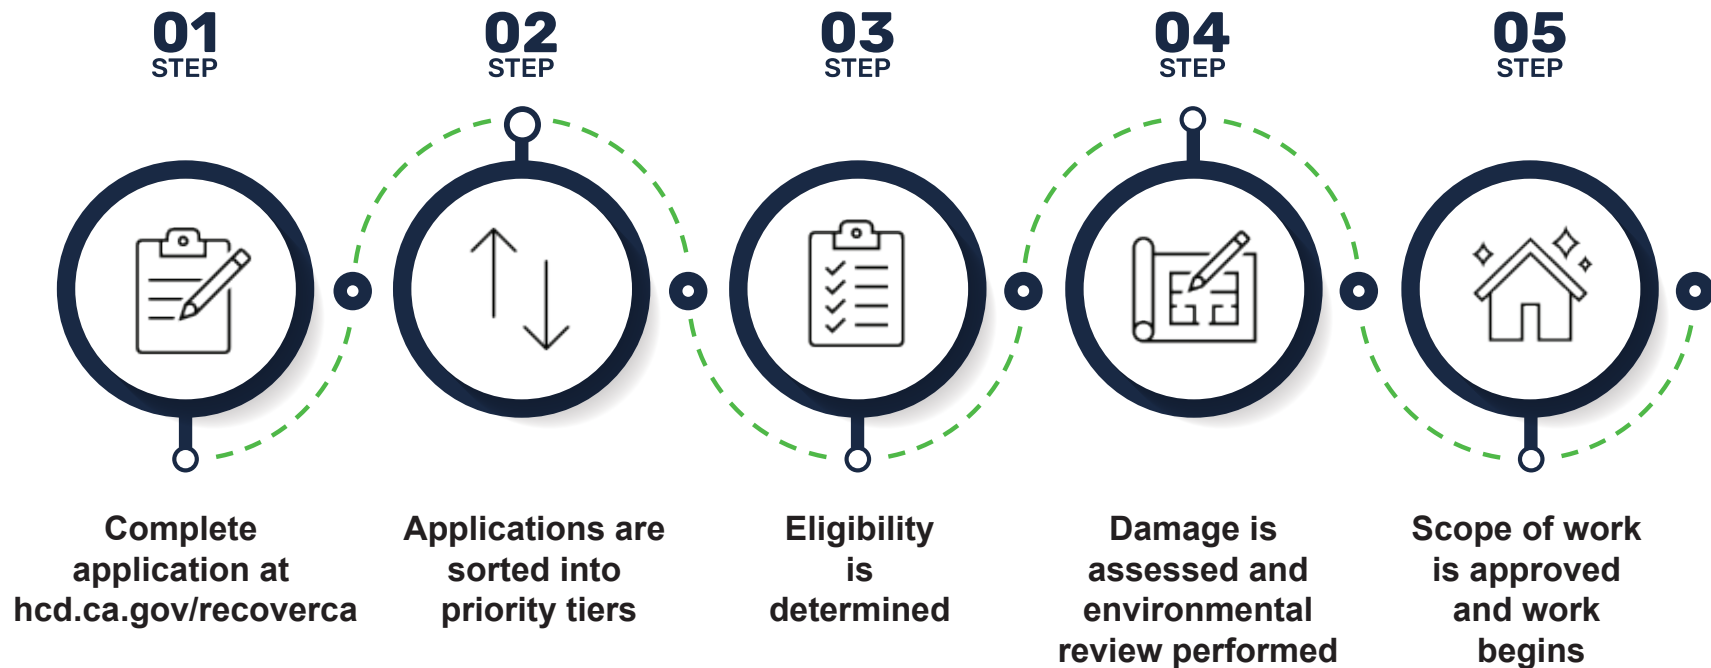 01
STEP
Complete
application at
hcd.ca.gov/recoverca
02
STEP
Applications are
sorted into
priority tiers
03
STEP
Eligibility
is
determined
04
STEP
Damage is
assessed and
environmental
review performed
05
STEP
Scope of work
is approved
and work
begins